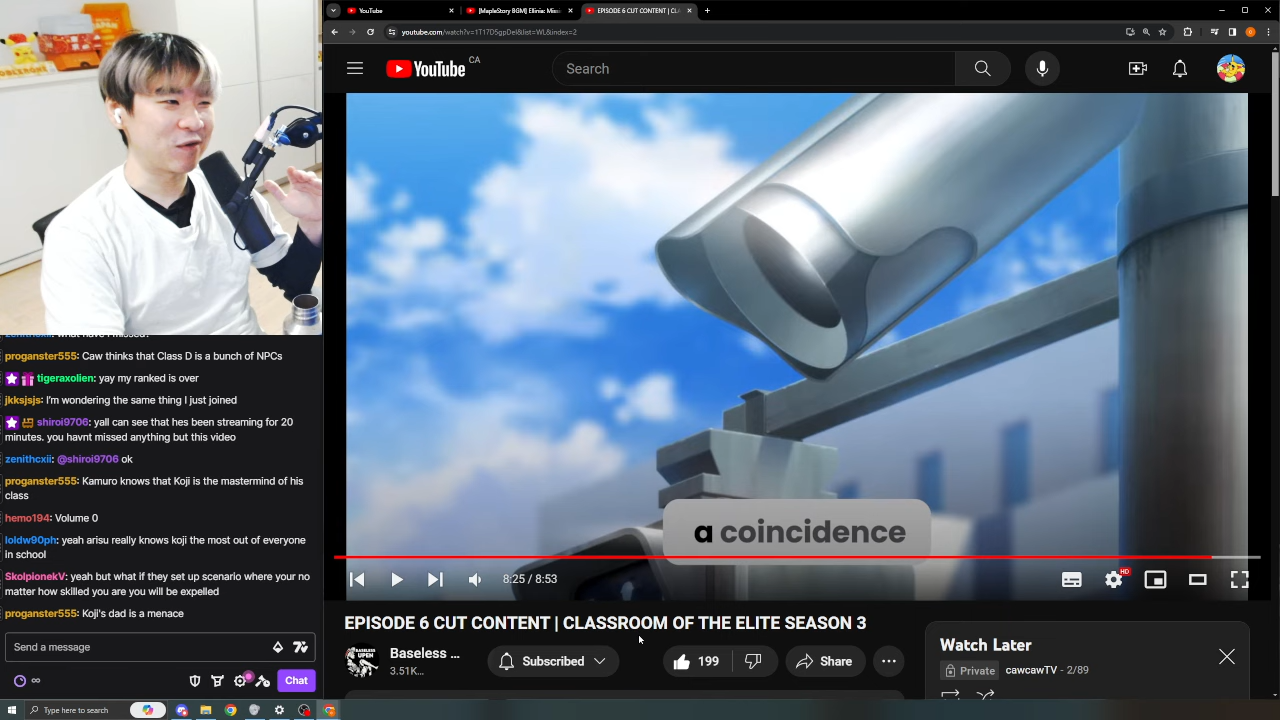 YouTube
[MapleStory BGM] Ellinia: Missi
EPISODE 6 CUT CONTENT | CLA
youtube.com/watch?v=1T17D5gpDeI&list=WL&index=2
YouTube CA
Search
a coincidence
8:25 / 8:53
HD
EPISODE 6 CUT CONTENT | CLASSROOM OF THE ELITE SEASON 3
Baseless ...
3.51K...
Subscribed
199
Share
Watch Later
Private
cawcawTV - 2/89
proganster555: Caw thinks that Class D is a bunch of NPCs
tigeraxolien: yay my ranked is over
jkksjsjs: I'm wondering the same thing I just joined
shiroi9706: yall can see that hes been streaming for 20
minutes. you havnt missed anything but this video
zenithcxii: @shiroi9706 ok
proganster555: Kamuro knows that Koji is the mastermind of his
class
hemo194: Volume 0
loldw90ph: yeah arisu really knows koji the most out of everyone
in school
SkolpionekV: yeah but what if they set up scenario where your no
matter how skilled you are you will be expelled
proganster555: Koji's dad is a menace
Send a message
Chat
Type here to search